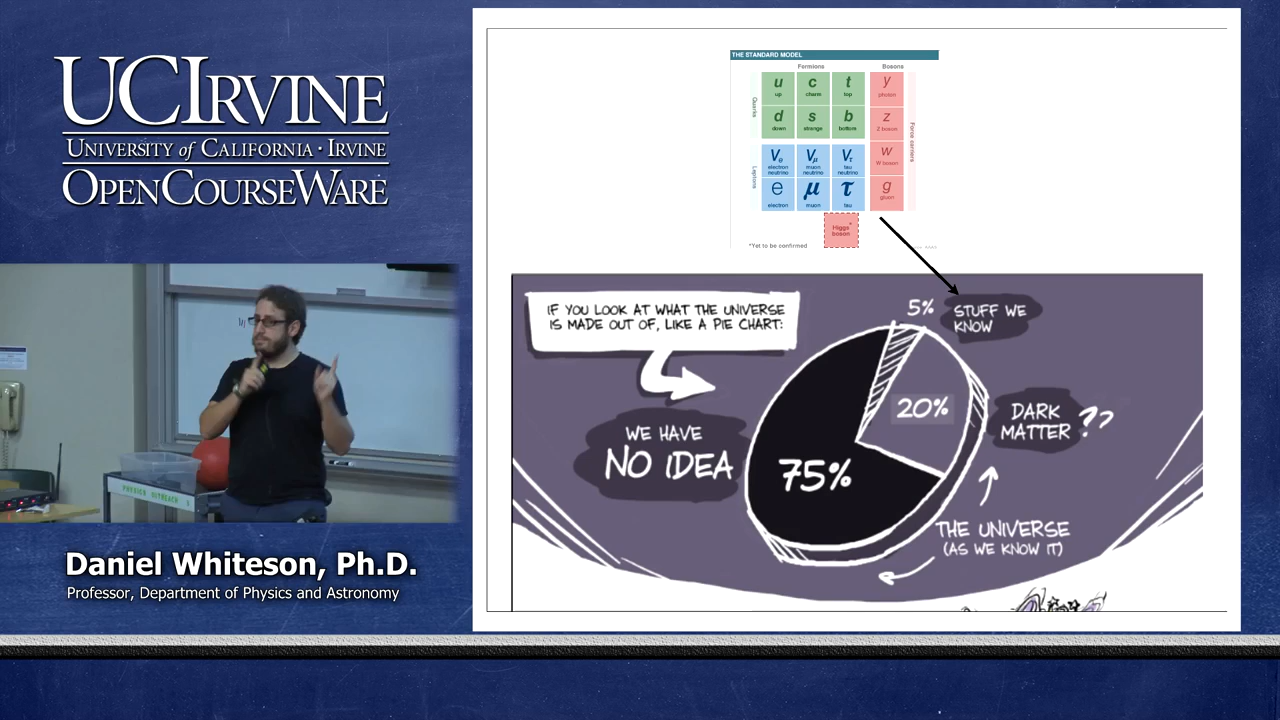 UCIRVINE
UNIVERSITY of CALIFORNIA · IRVINE
OPENCOURSEWARE
PHYSICS OUTREACH
Daniel Whiteson, Ph.D.
Professor, Department of Physics and Astronomy
THE STANDARD MODEL
Fermions
Bosons
Quarks
u
up
c
charm
t
top
y
photon
d
down
s
strange
b
bottom
z
Z boson
Force carriers
Leptons
Ve
electron
neutrino
Vμ
muon
neutrino
Vτ
tau
neutrino
w
W boson
e
electron
μ
muon
τ
tau
g
gluon
Higgs*
boson
*Yet to be confirmed
IF YOU LOOK AT WHAT THE UNIVERSE
IS MADE OUT OF, LIKE A PIE CHART:
5%
STUFF WE
KNOW
20%
DARK
MATTER ??
WE HAVE
NO IDEA
75%
THE UNIVERSE
(AS WE KNOW IT)